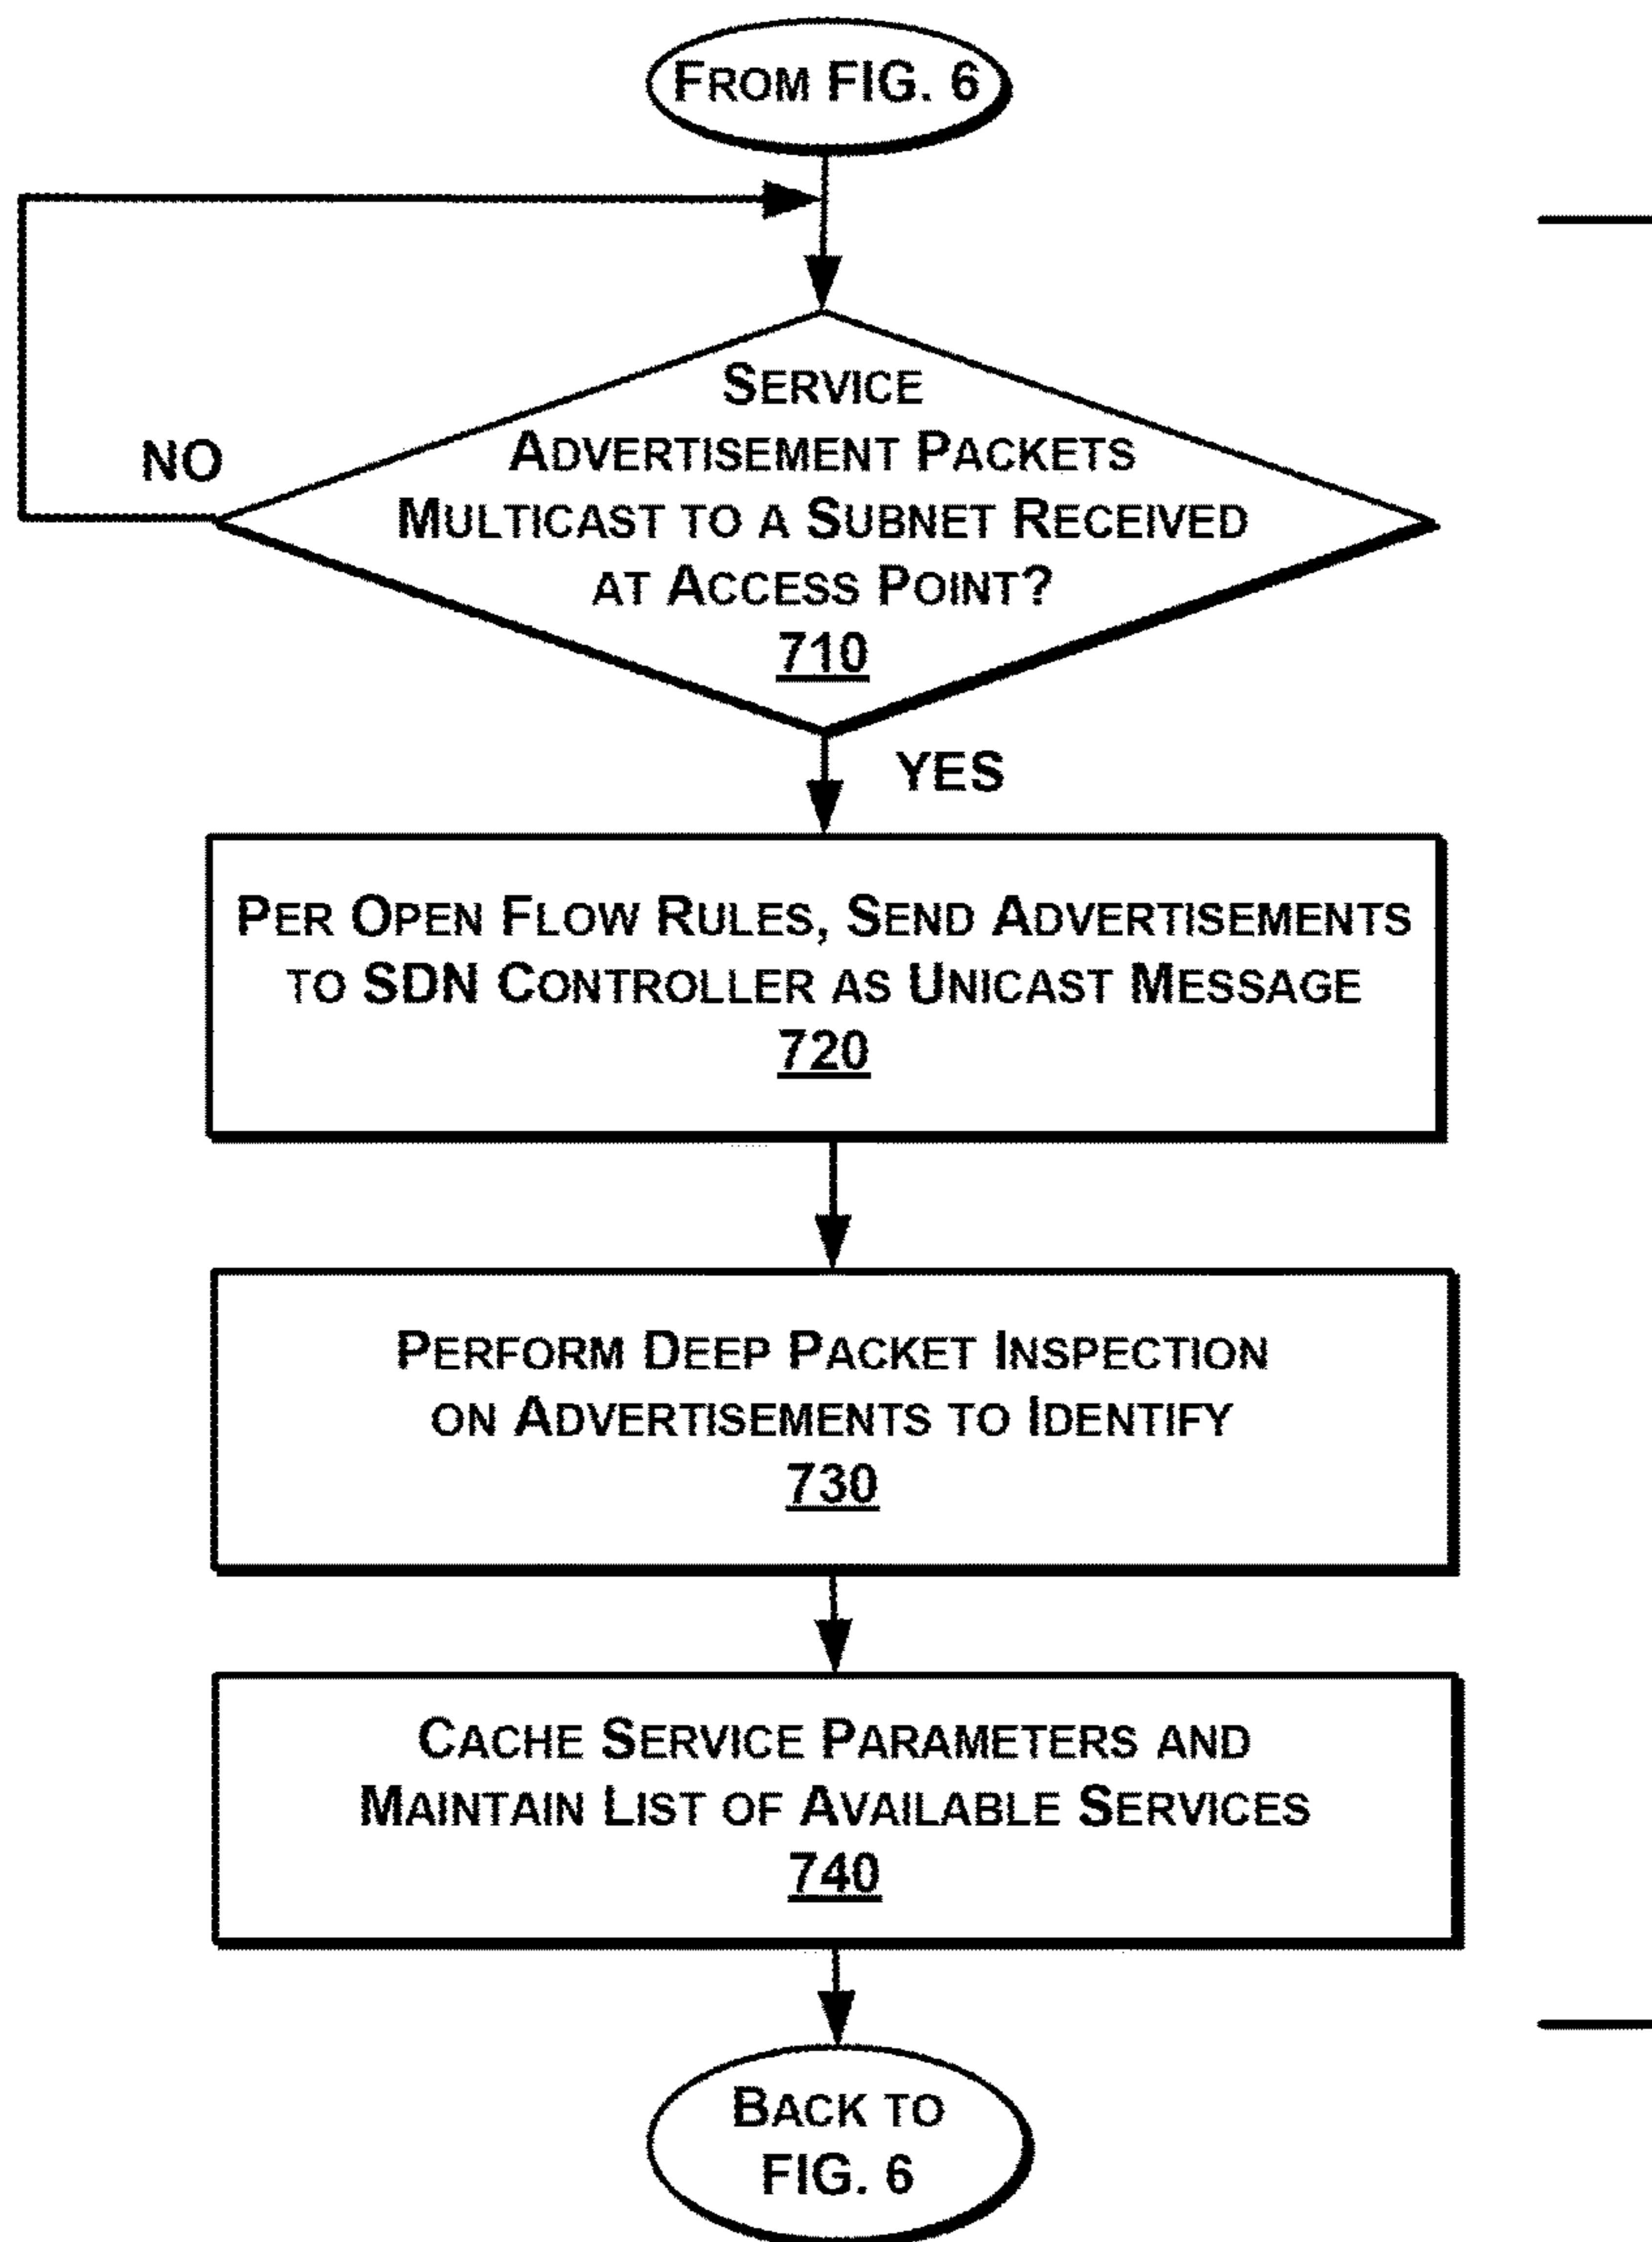 FROM FIG. 6
SERVICE
ADVERTISEMENT PACKETS
MULTICAST TO A SUBNET RECEIVED
AT ACCESS POINT?
710
NO
YES
PER OPEN FLOW RULES, SEND ADVERTISEMENTS
TO SDN CONTROLLER AS UNICAST MESSAGE
720
PERFORM DEEP PACKET INSPECTION
ON ADVERTISEMENTS TO IDENTIFY
730
CACHE SERVICE PARAMETERS AND
MAINTAIN LIST OF AVAILABLE SERVICES
740
BACK TO
FIG. 6